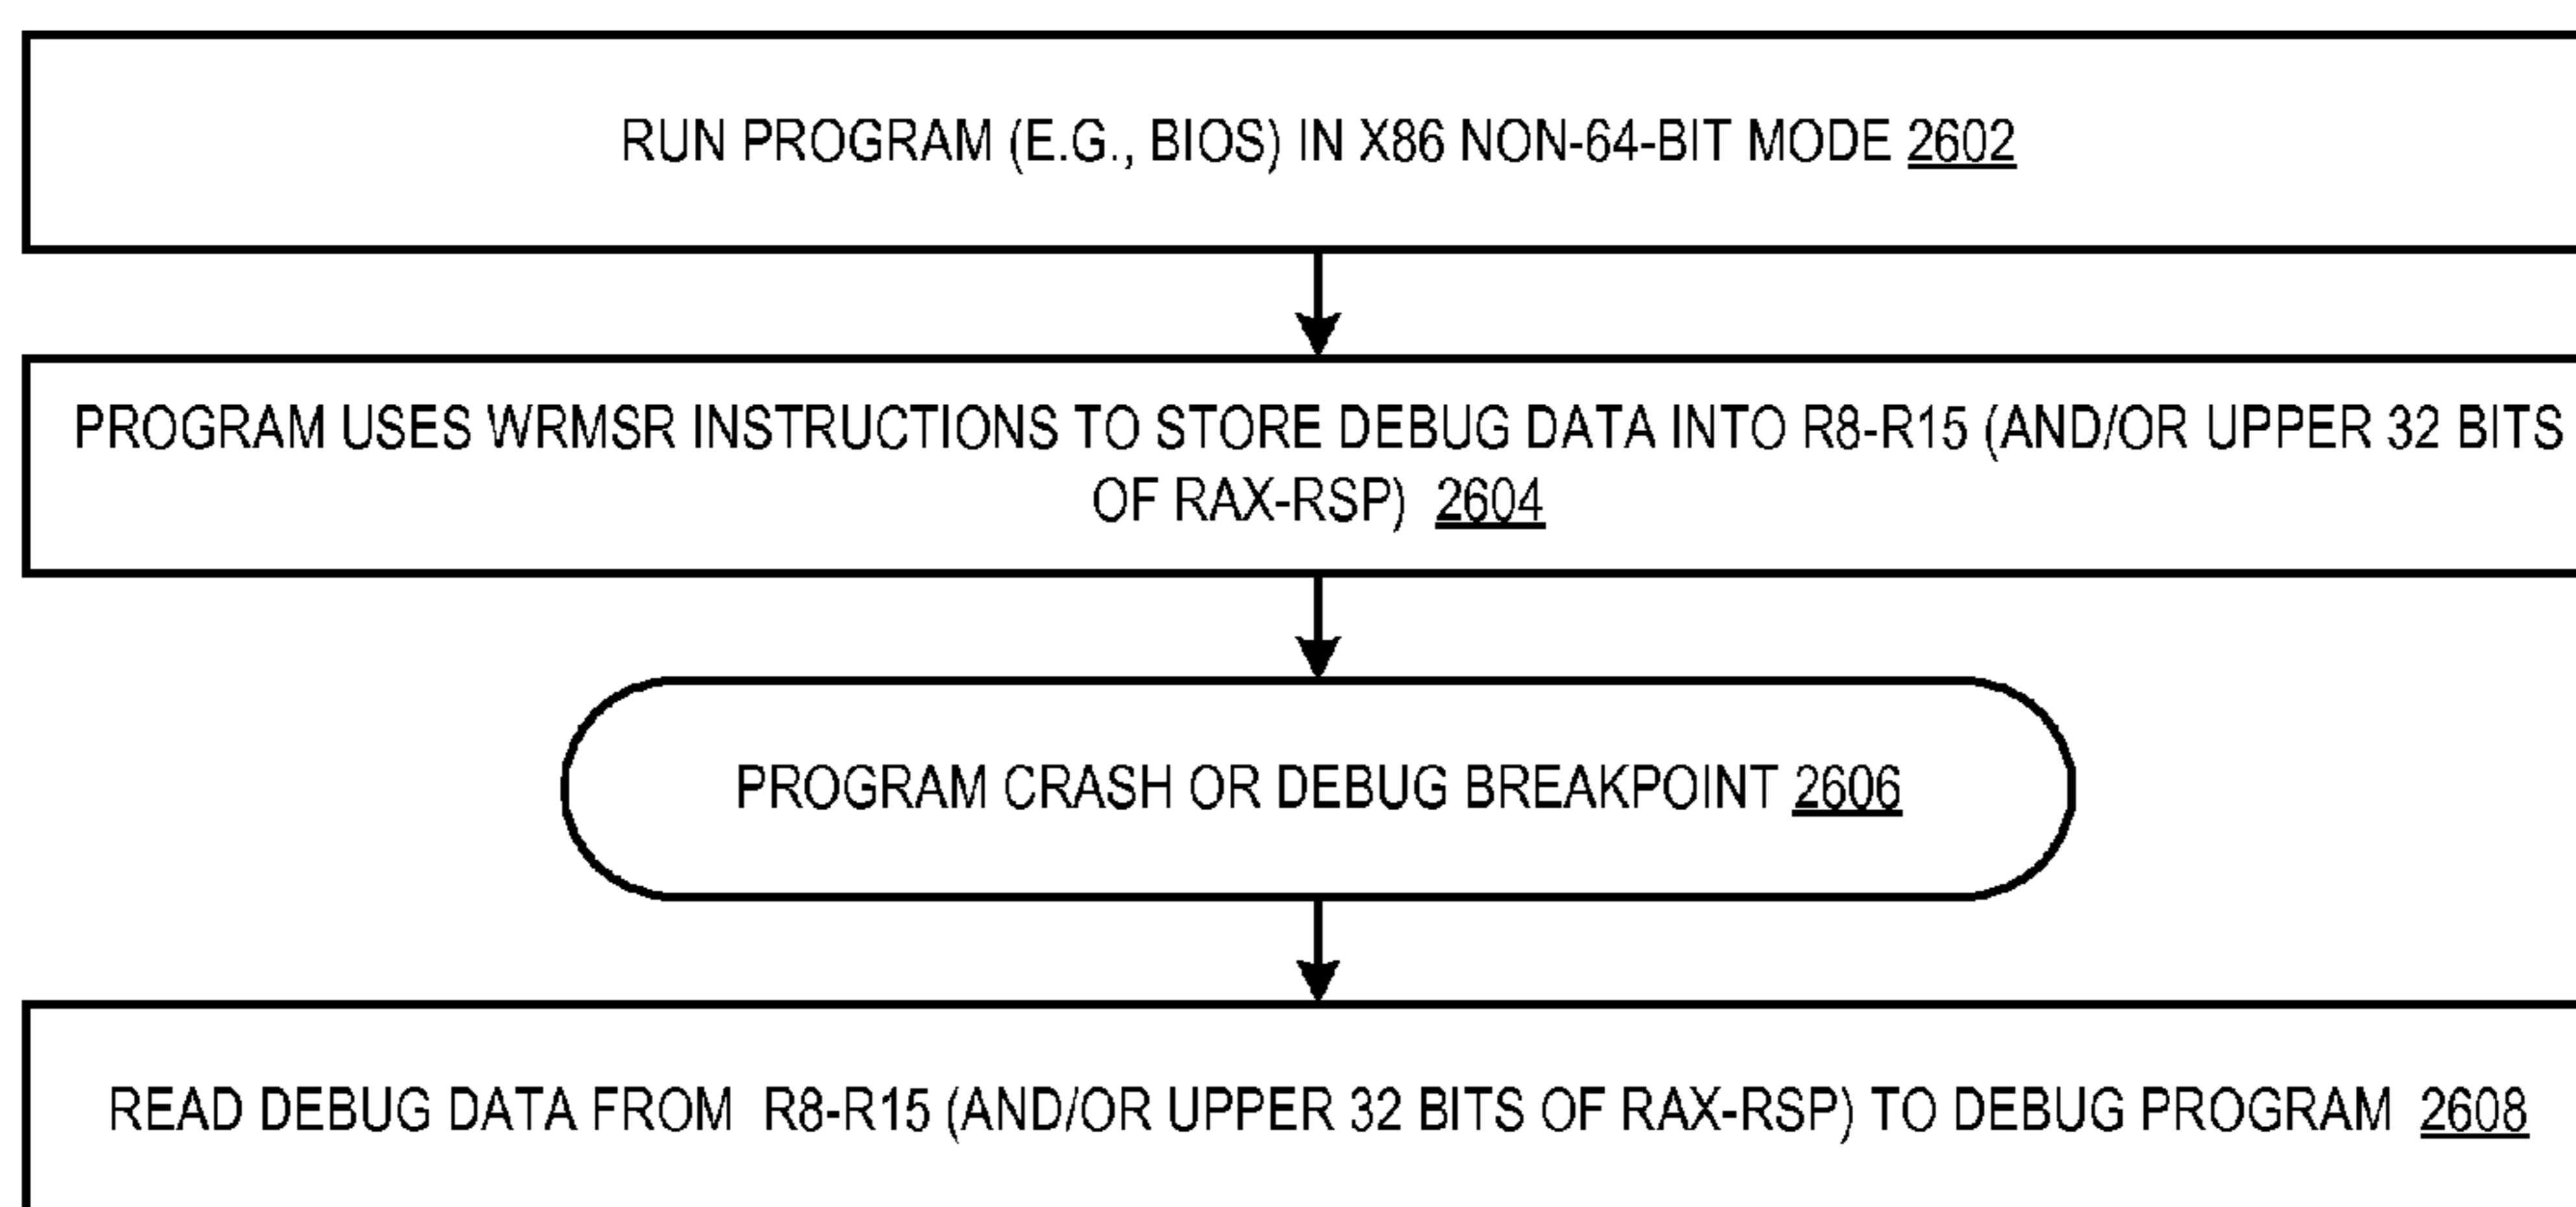 RUN PROGRAM (E.G., BIOS) IN X86 NON-64-BIT MODE 2602
PROGRAM USES WRMSR INSTRUCTIONS TO STORE DEBUG DATA INTO R8-R15 (AND/OR UPPER 32 BITS
OF RAX-RSP) 2604
PROGRAM CRASH OR DEBUG BREAKPOINT 2606
READ DEBUG DATA FROM R8-R15 (AND/OR UPPER 32 BITS OF RAX-RSP) TO DEBUG PROGRAM 2608